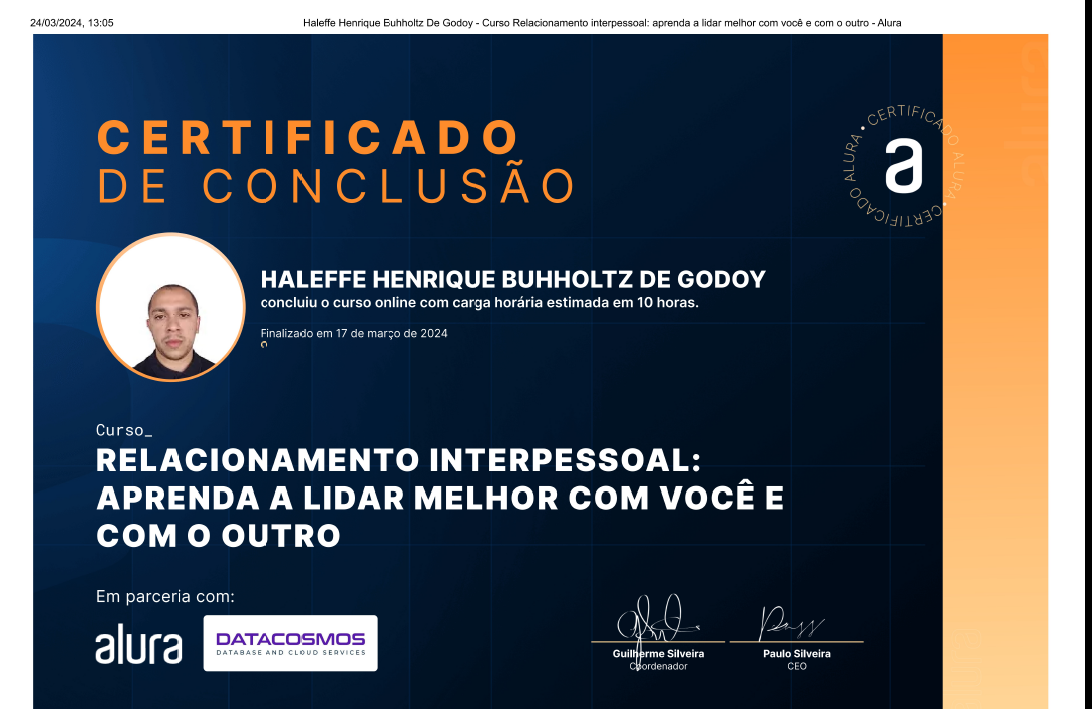 24/03/2024, 13:05
Haleffe Henrique Buhholtz De Godoy - Curso Relacionamento interpessoal: aprenda a lidar melhor com você e com o outro - Alura
CERTIFICADO
DE CONCLUSÃO
CERTIFICADO ALURA • CERTIFICADO ALURA •
a
HALEFFE HENRIQUE BUHHOLTZ DE GODOY
concluiu o curso online com carga horária estimada em 10 horas.
Finalizado em 17 de março de 2024
Curso_
RELACIONAMENTO INTERPESSOAL:
APRENDA A LIDAR MELHOR COM VOCÊ E
COM O OUTRO
Em parceria com:
alura
DATACOSMOS
DATABASE AND CLOUD SERVICES
Guilherme Silveira
Coordenador
Paulo Silveira
CEO